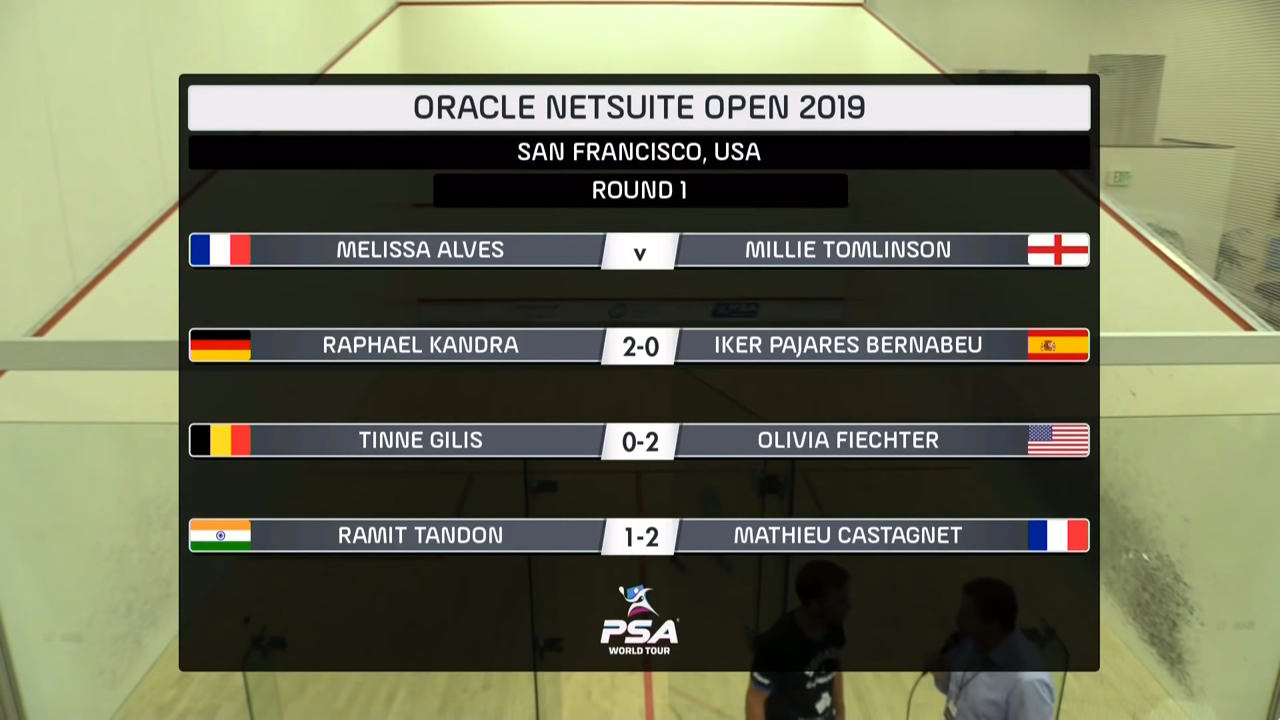 ORACLE NETSUITE OPEN 2019
SAN FRANCISCO, USA
ROUND 1
MELISSA ALVES v MILLIE TOMLINSON
RAPHAEL KANDRA 2-0 IKER PAJARES BERNABEU
TINNE GILIS 0-2 OLIVIA FIECHTER
RAMIT TANDON 1-2 MATHIEU CASTAGNET
PSA
WORLD TOUR
EXIT